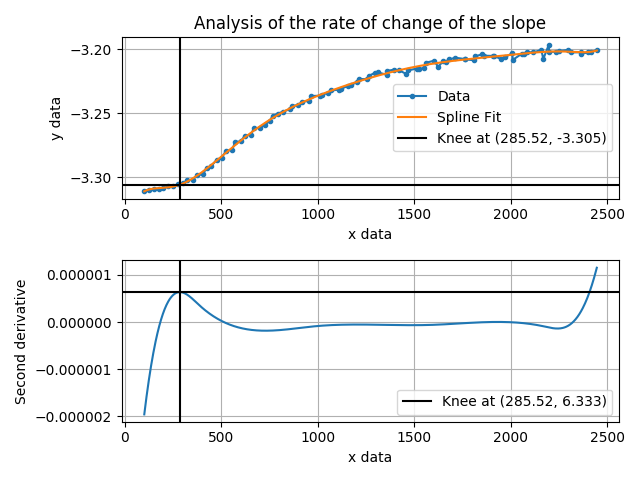 Analysis of the rate of change of the slope
−3.20
−3.25
−3.30
y data
Data
Spline Fit
Knee at (285.52, -3.305)
0 500 1000 1500 2000 2500
x data
0.000001
0.000000
−0.000001
−0.000002
Second derivative
Knee at (285.52, 6.333)
0 500 1000 1500 2000 2500
x data